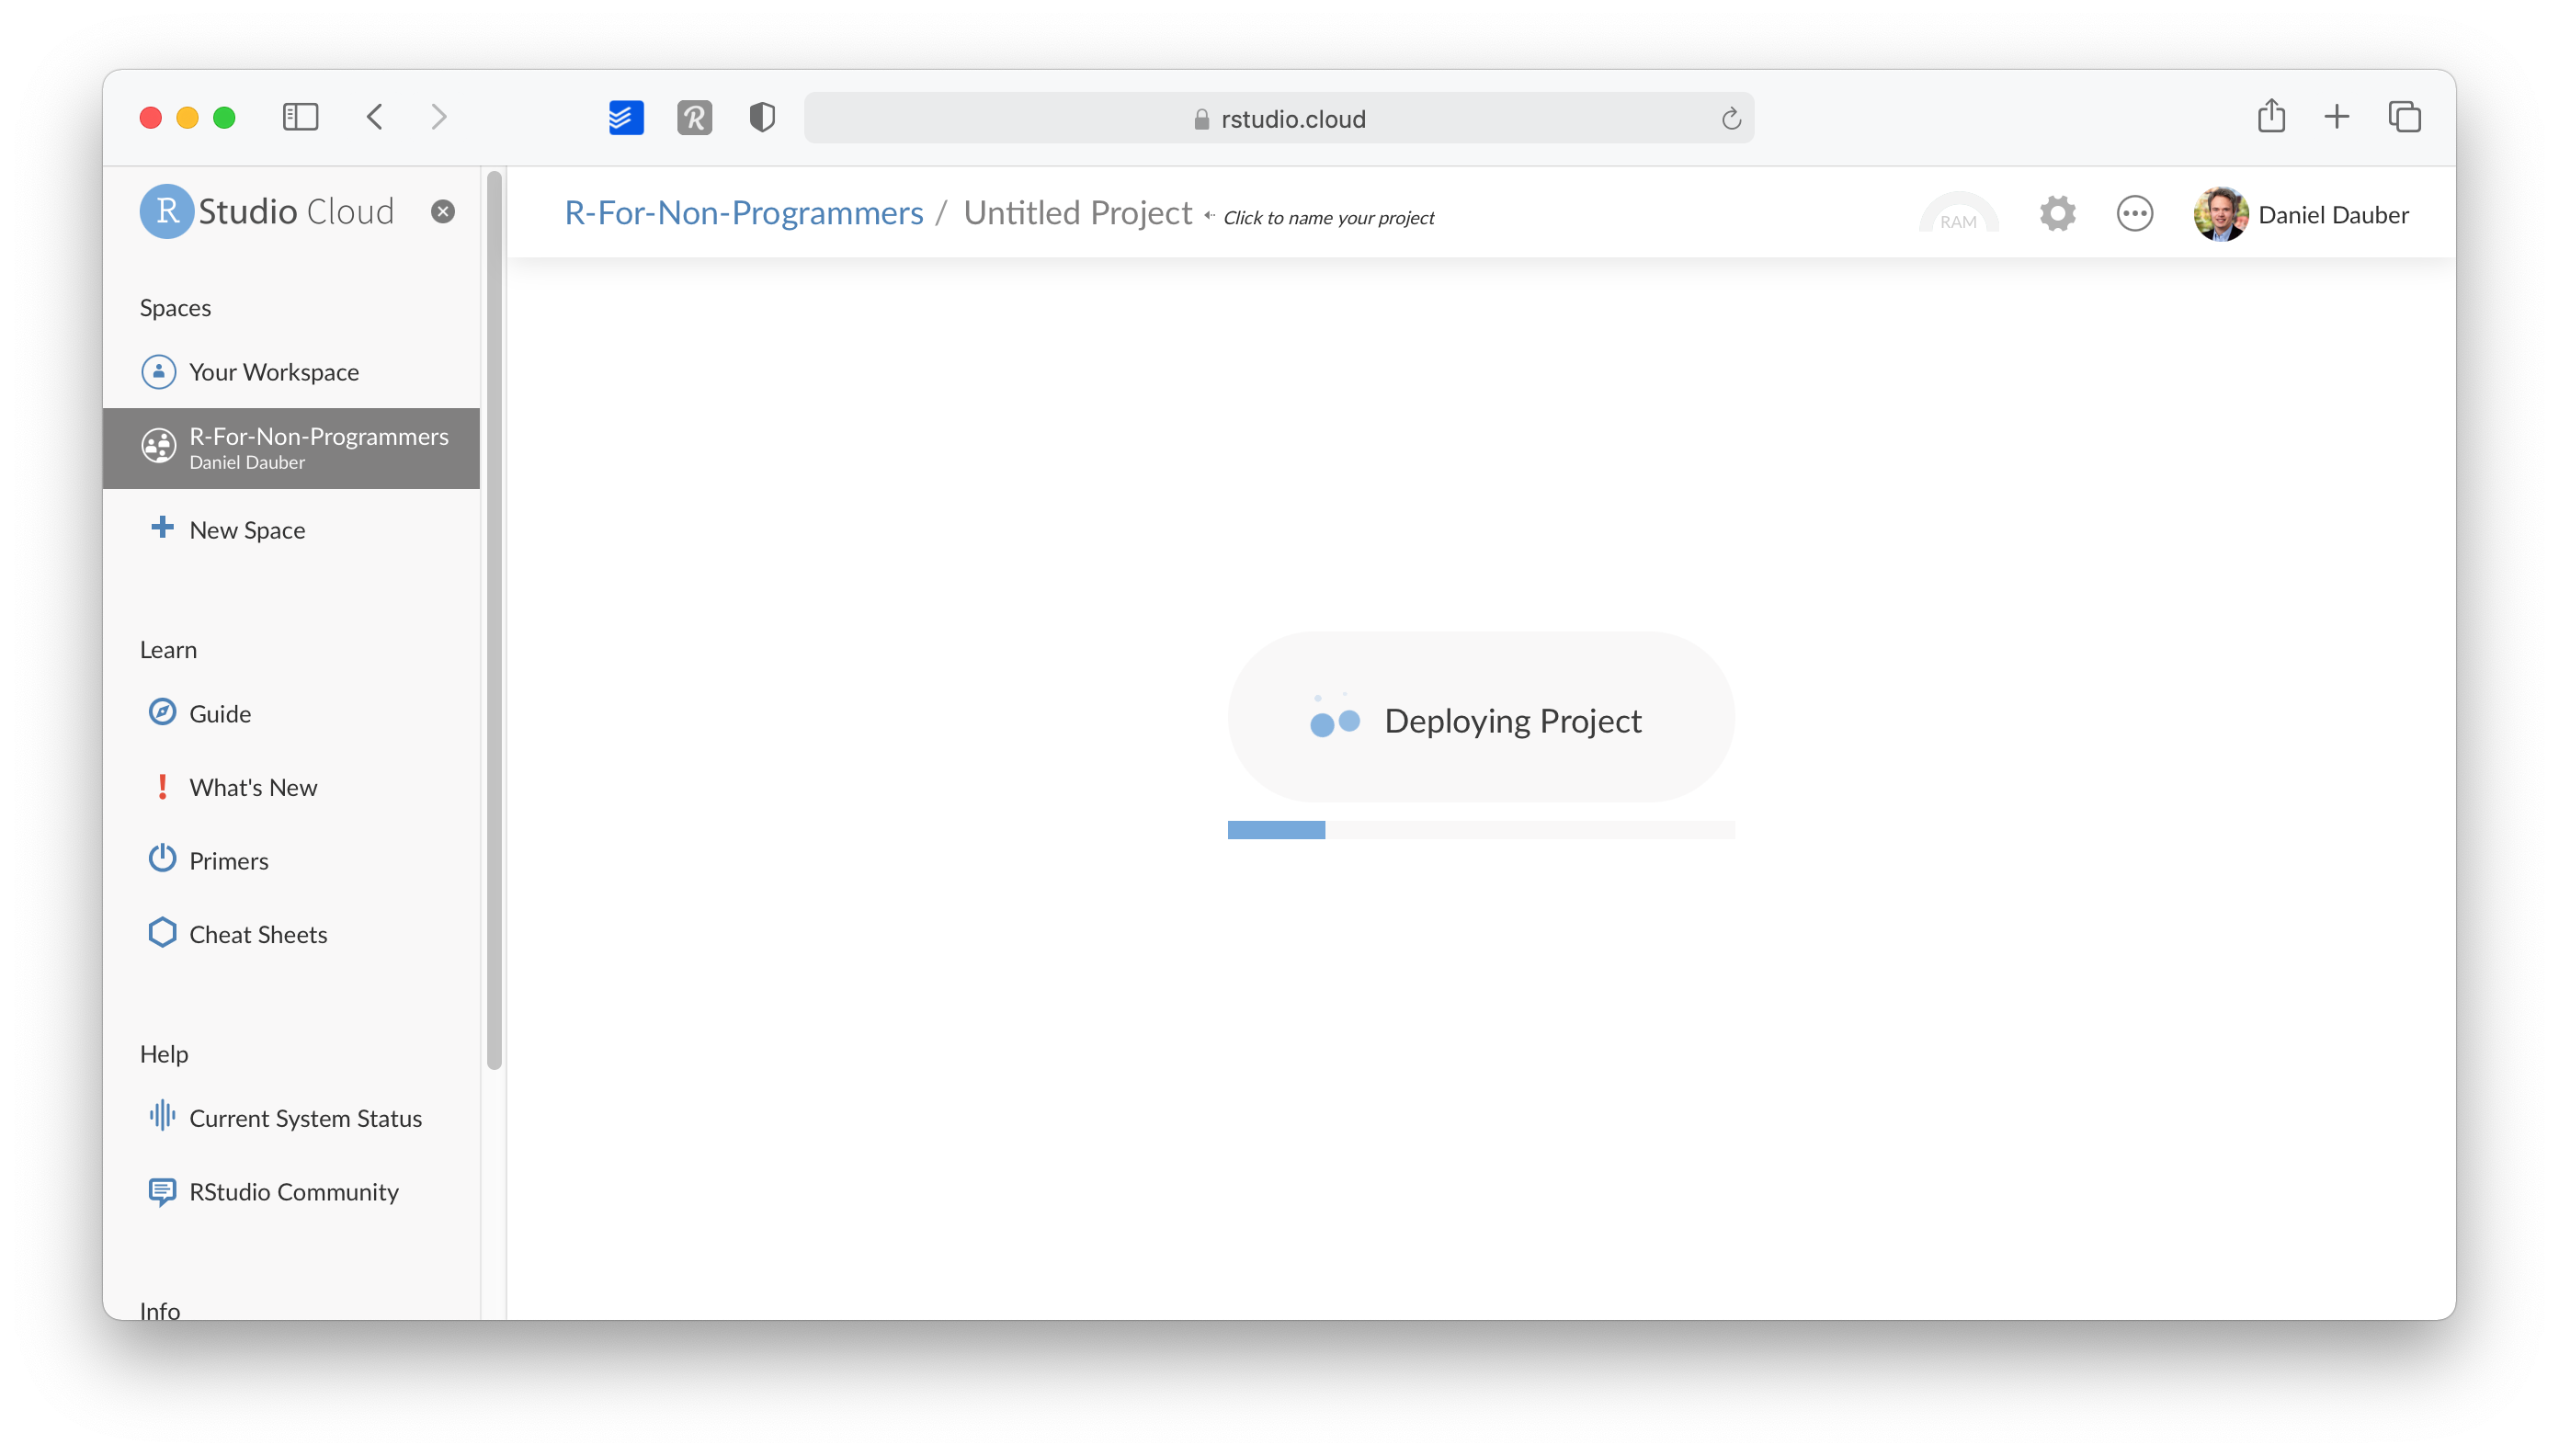 rstudio.cloud
R Studio Cloud
R-For-Non-Programmers / Untitled Project Click to name your project
RAM
Daniel Dauber
Spaces
Your Workspace
R-For-Non-Programmers
Daniel Dauber
New Space
Learn
Guide
What's New
Primers
Cheat Sheets
Help
Current System Status
RStudio Community
Info
Deploying Project